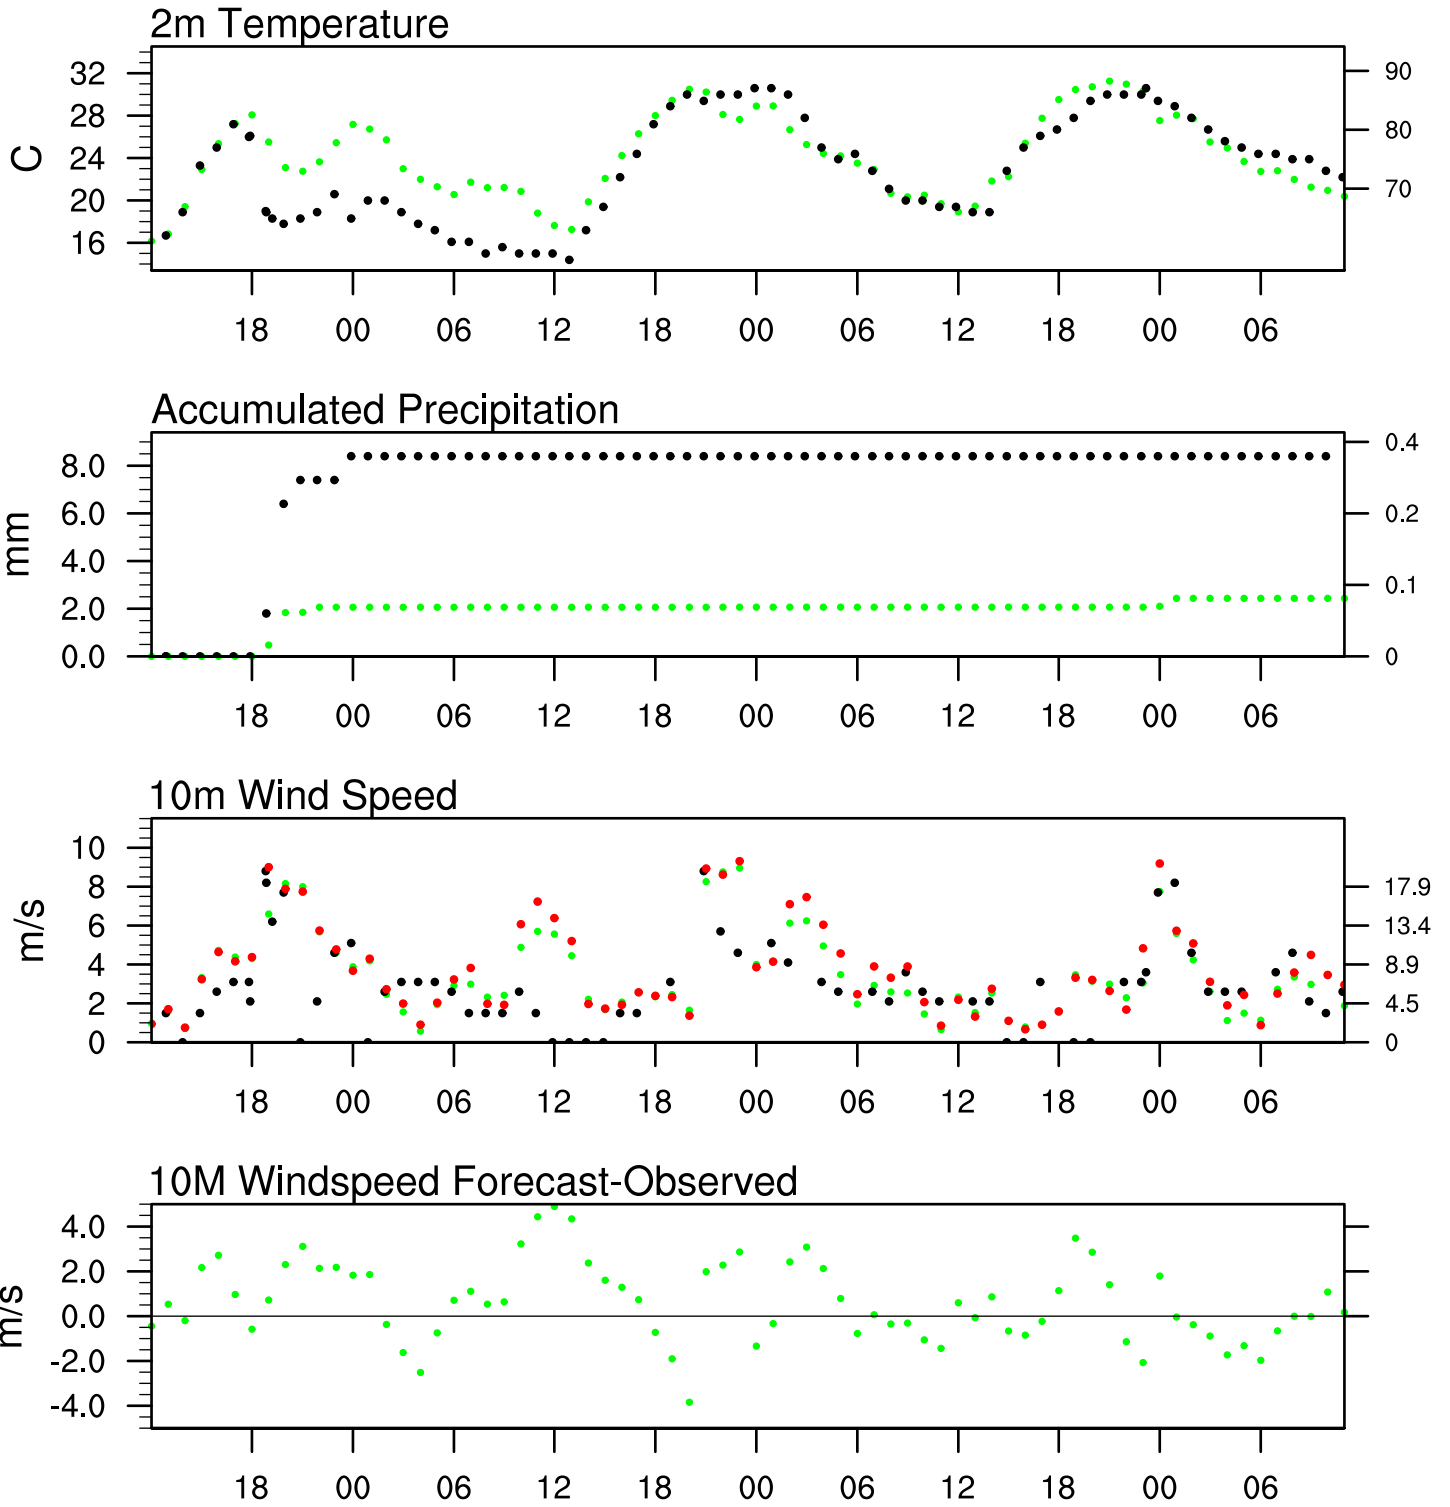 2m Temperature
32
28
24
20
16
C
90
80
70
18 00 06 12 18 00 06 12 18 00 06
Accumulated Precipitation
8.0
6.0
4.0
2.0
0.0
mm
0.4
0.2
0.1
0
18 00 06 12 18 00 06 12 18 00 06
10m Wind Speed
10
8
6
4
2
0
m/s
17.9
13.4
8.9
4.5
0
18 00 06 12 18 00 06 12 18 00 06
10M Windspeed Forecast-Observed
4.0
2.0
0.0
-2.0
-4.0
m/s
18 00 06 12 18 00 06 12 18 00 06